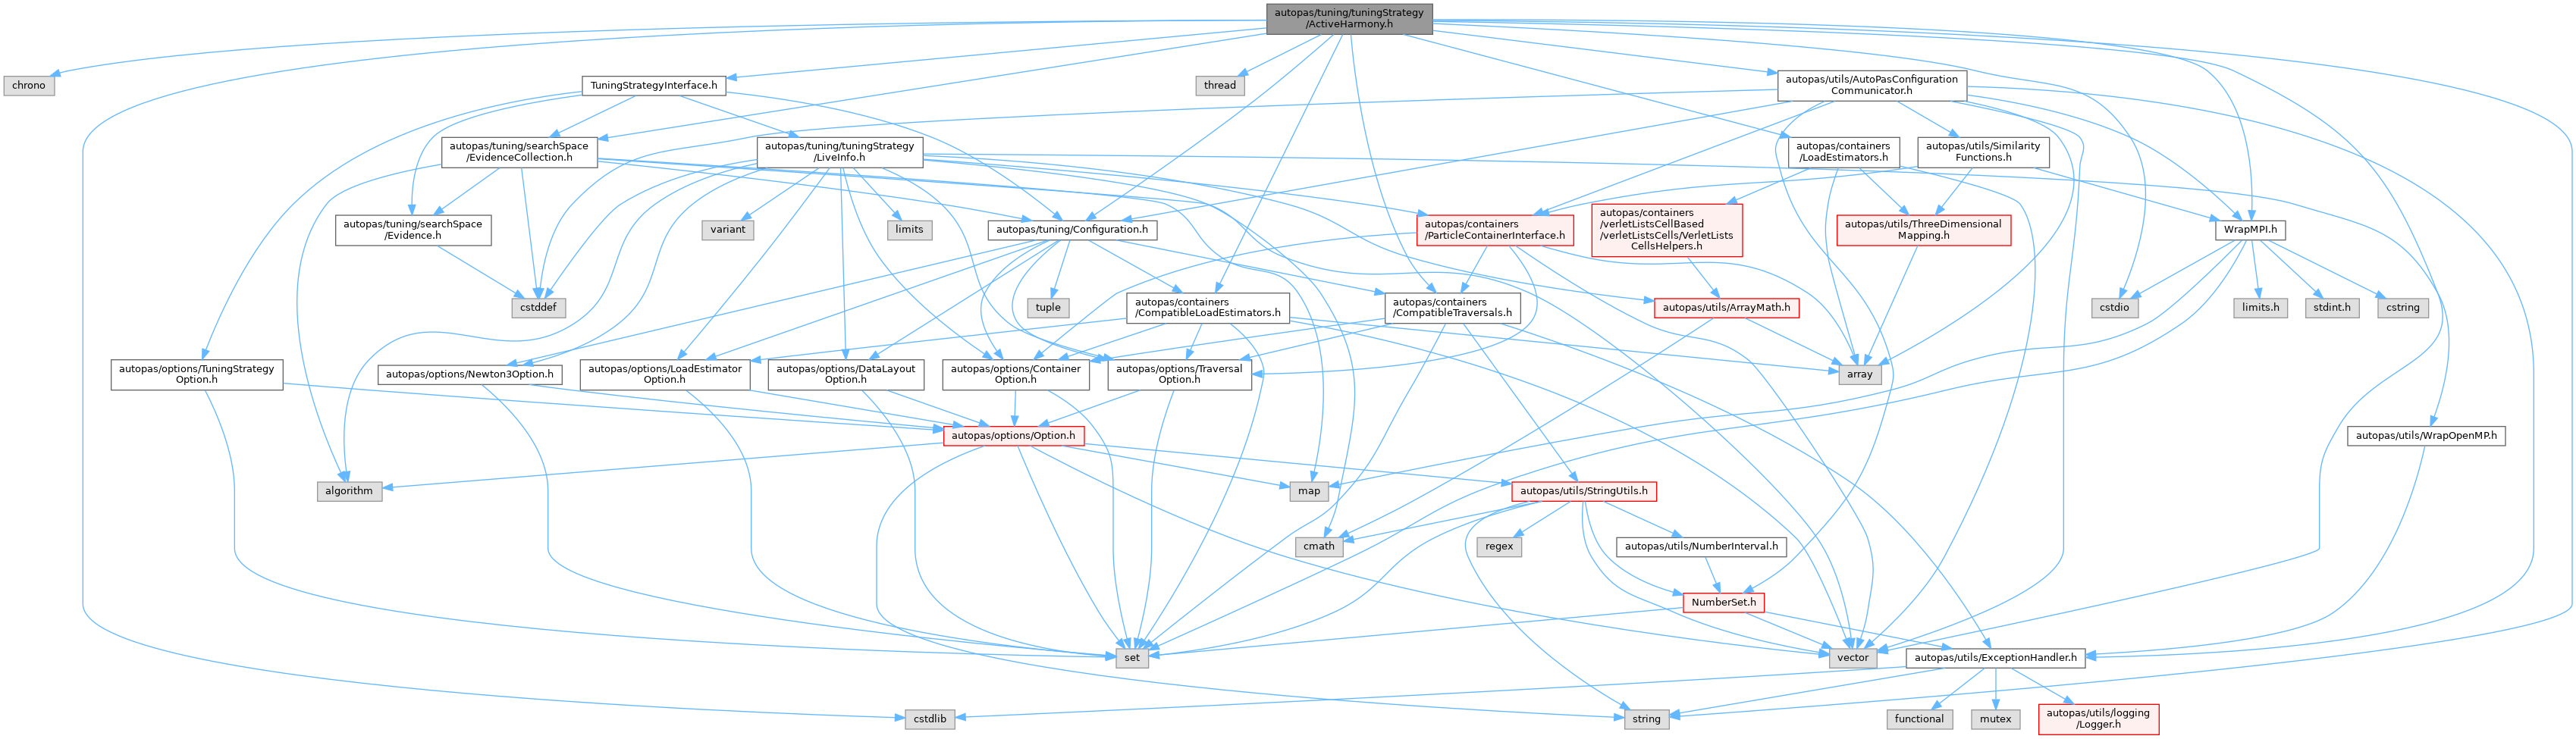 autopas/tuning/tuningStrategy
/ActiveHarmony.h
chrono
TuningStrategyInterface.h
thread
autopas/utils/AutoPasConfiguration
Communicator.h
autopas/tuning/searchSpace
/EvidenceCollection.h
autopas/tuning/tuningStrategy
/LiveInfo.h
autopas/containers
/LoadEstimators.h
autopas/utils/Similarity
Functions.h
autopas/tuning/searchSpace
/Evidence.h
variant
limits
autopas/tuning/Configuration.h
autopas/containers
/ParticleContainerInterface.h
autopas/containers
/verletListsCellBased
/verletListsCells/VerletLists
CellsHelpers.h
autopas/utils/ThreeDimensional
Mapping.h
WrapMPI.h
cstddef
tuple
autopas/containers
/CompatibleLoadEstimators.h
autopas/containers
/CompatibleTraversals.h
autopas/utils/ArrayMath.h
cstdio
limits.h
stdint.h
cstring
autopas/options/TuningStrategy
Option.h
autopas/options/Newton3Option.h
autopas/options/LoadEstimator
Option.h
autopas/options/DataLayout
Option.h
autopas/options/Container
Option.h
autopas/options/Traversal
Option.h
array
autopas/options/Option.h
autopas/utils/WrapOpenMP.h
algorithm
map
autopas/utils/StringUtils.h
cmath
regex
autopas/utils/NumberInterval.h
NumberSet.h
set
vector
autopas/utils/ExceptionHandler.h
cstdlib
string
functional
mutex
autopas/utils/logging
/Logger.h